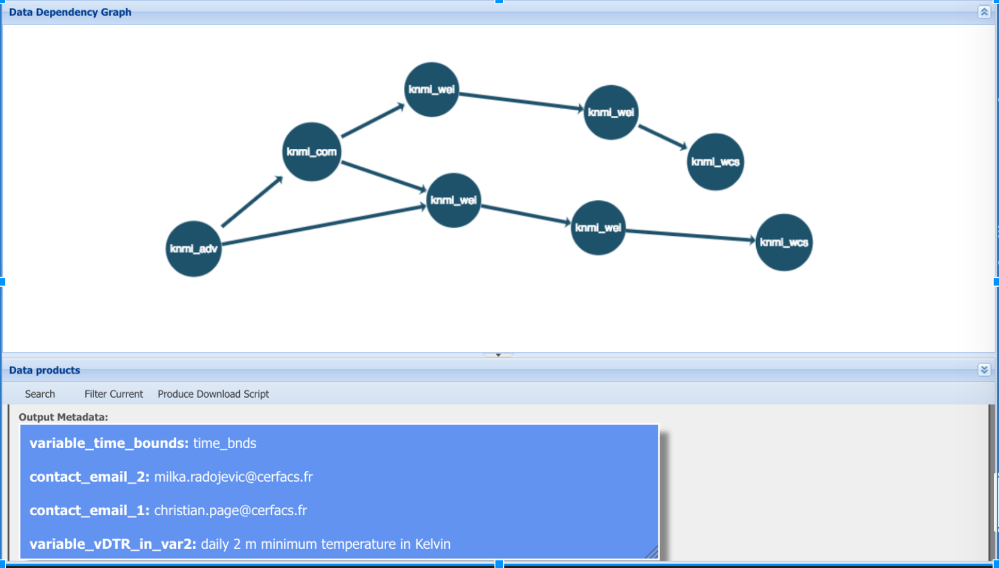 Data Dependency Graph
knmi_wei
knmi_wei
knmi_com
knmi_wcs
knmi_wei
knmi_wei
knmi_wcs
knmi_adv
Data products
Search Filter Current Produce Download Script
Output Metadata:
variable_time_bounds: time_bnds
contact_email_2: milka.radojevic@cerfacs.fr
contact_email_1: christian.page@cerfacs.fr
variable_vDTR_in_var2: daily 2 m minimum temperature in Kelvin